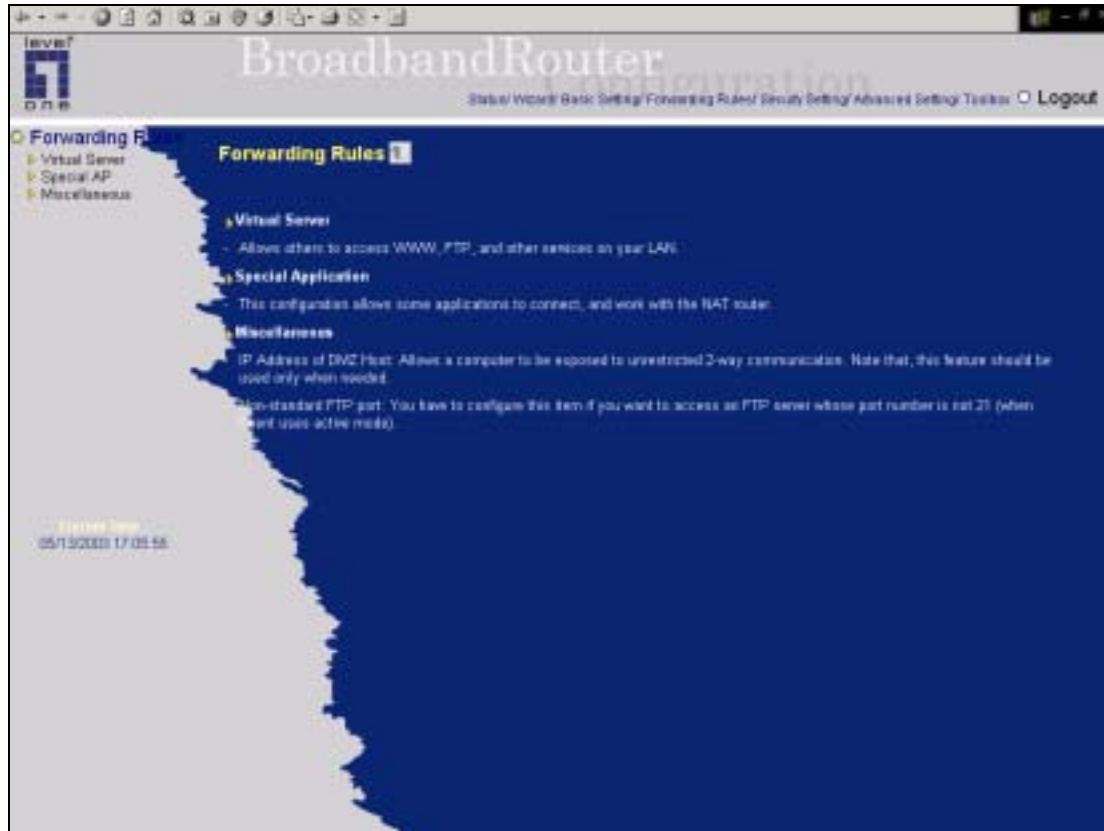 level
one
BroadbandRouter
Configuration
Status/ Wizard/ Basic Setting/ Forwarding Rules/ Security Setting/ Advanced Setting/ Toolbox Logout
Forwarding Rules
Virtual Server
Special AP
Miscellaneous
Forwarding Rules
Virtual Server
- Allows others to access WWW, FTP, and other services on your LAN.
Special Application
- This configuration allows some applications to connect, and work with the NAT router.
Miscellaneous
IP Address of DMZ Host: Allows a computer to be exposed to unrestricted 2-way communication. Note that, this feature should be
used only when needed.
Non-standard FTP port: You have to configure this item if you want to access an FTP server whose port number is not 21 (when
client uses active mode).
Current Time
05/13/2003 17:05:56